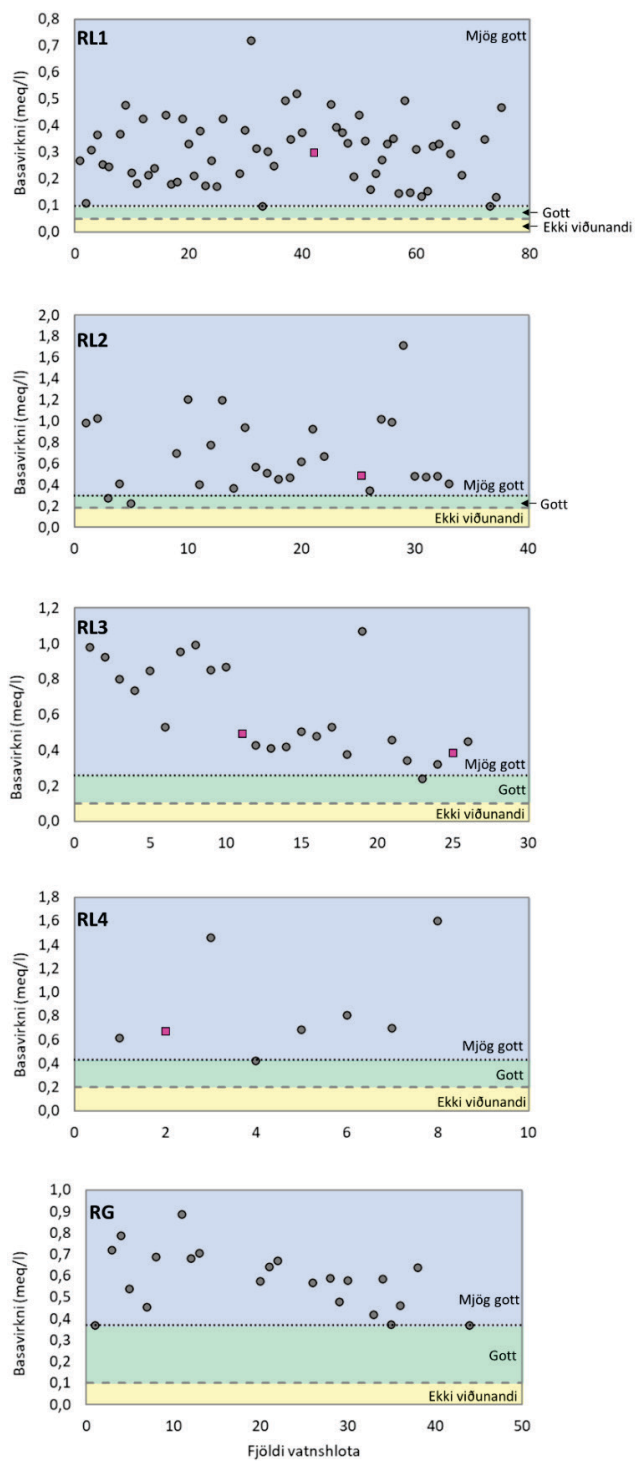 RL1
Mjög gott
Basavirkni (meq/l)
0,8
0,7
0,6
0,5
0,4
0,3
0,2
0,1
0,0
Gott
Ekki viðunandi
0 20 40 60 80
RL2
Basavirkni (meq/l)
2,0
1,8
1,6
1,4
1,2
1,0
0,8
0,6
0,4
0,2
0,0
Mjög gott
Gott
Ekki viðunandi
0 10 20 30 40
RL3
Basavirkni (meq/l)
1,2
1,0
0,8
0,6
0,4
0,2
0,0
Mjög gott
Gott
Ekki viðunandi
0 5 10 15 20 25 30
RL4
Basavirkni (meq/l)
1,8
1,6
1,4
1,2
1,0
0,8
0,6
0,4
0,2
0,0
Mjög gott
Gott
Ekki viðunandi
0 2 4 6 8 10
RG
Basavirkni (meq/l)
1,0
0,9
0,8
0,7
0,6
0,5
0,4
0,3
0,2
0,1
0,0
Mjög gott
Gott
Ekki viðunandi
0 10 20 30 40 50
Fjöldi vatnshlota